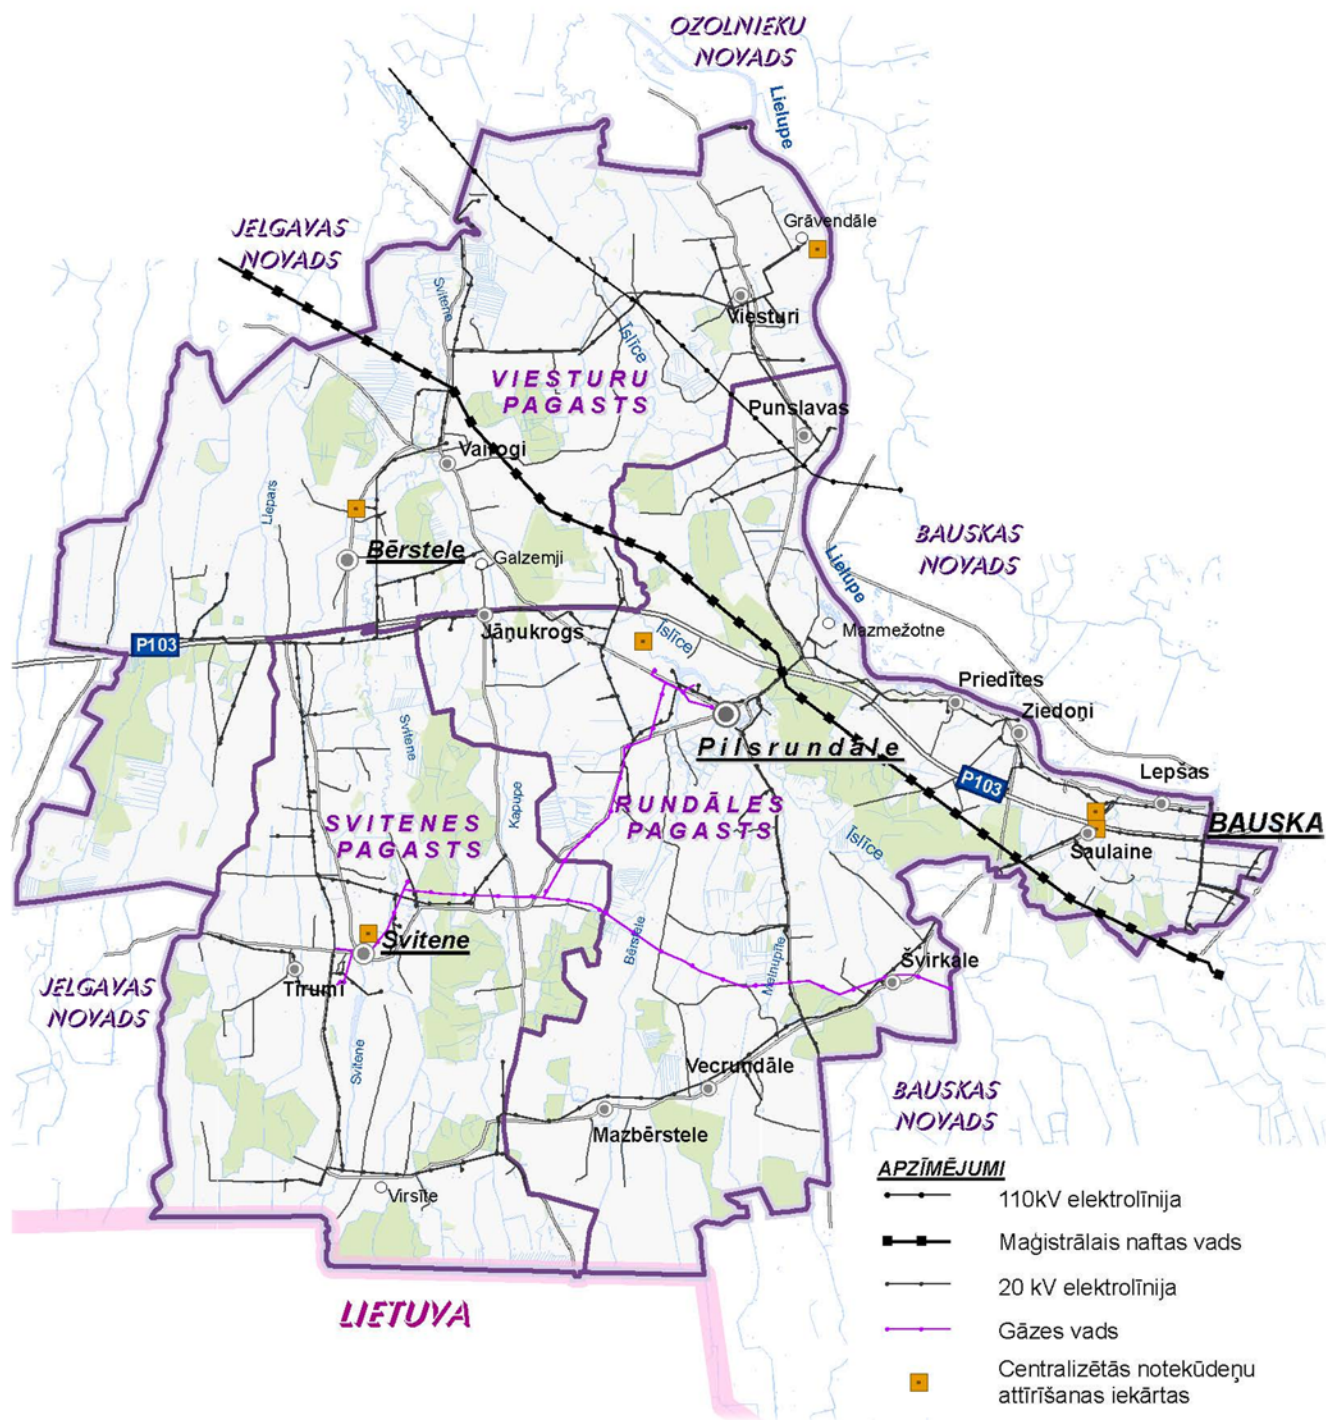 OZOLNIEKU
NOVADS
Lielupe
JELGAVAS
NOVADS
Grāvendāle
Svitene
Viesturi
Īslīce
VIESTURU
PAGASTS
Punslavas
Vairogi
Liepars
BAUSKAS
NOVADS
Bērstele
Galzemji
Lielupe
P103
Jāņukrogs
Īslīce
Mazmežotne
Priedītes
Ziedoņi
Svitene
Pilsrundāle
Lepšas
P103
Kapupe
RUNDĀLES
PAGASTS
SVITENES
PAGASTS
BAUSKA
Īslīce
Saulaine
Svitene
Bērstele
Melnupīte
Švirkale
JELGAVAS
NOVADS
Tīrumi
Svitene
Vecrundāle
BAUSKAS
NOVADS
Mazbērstele
Virsīte
LIETUVA
APZĪMĒJUMI
110kV elektrolīnija
Maģistrālais naftas vads
20 kV elektrolīnija
Gāzes vads
Centralizētās notekūdeņu
attīrīšanas iekārtas